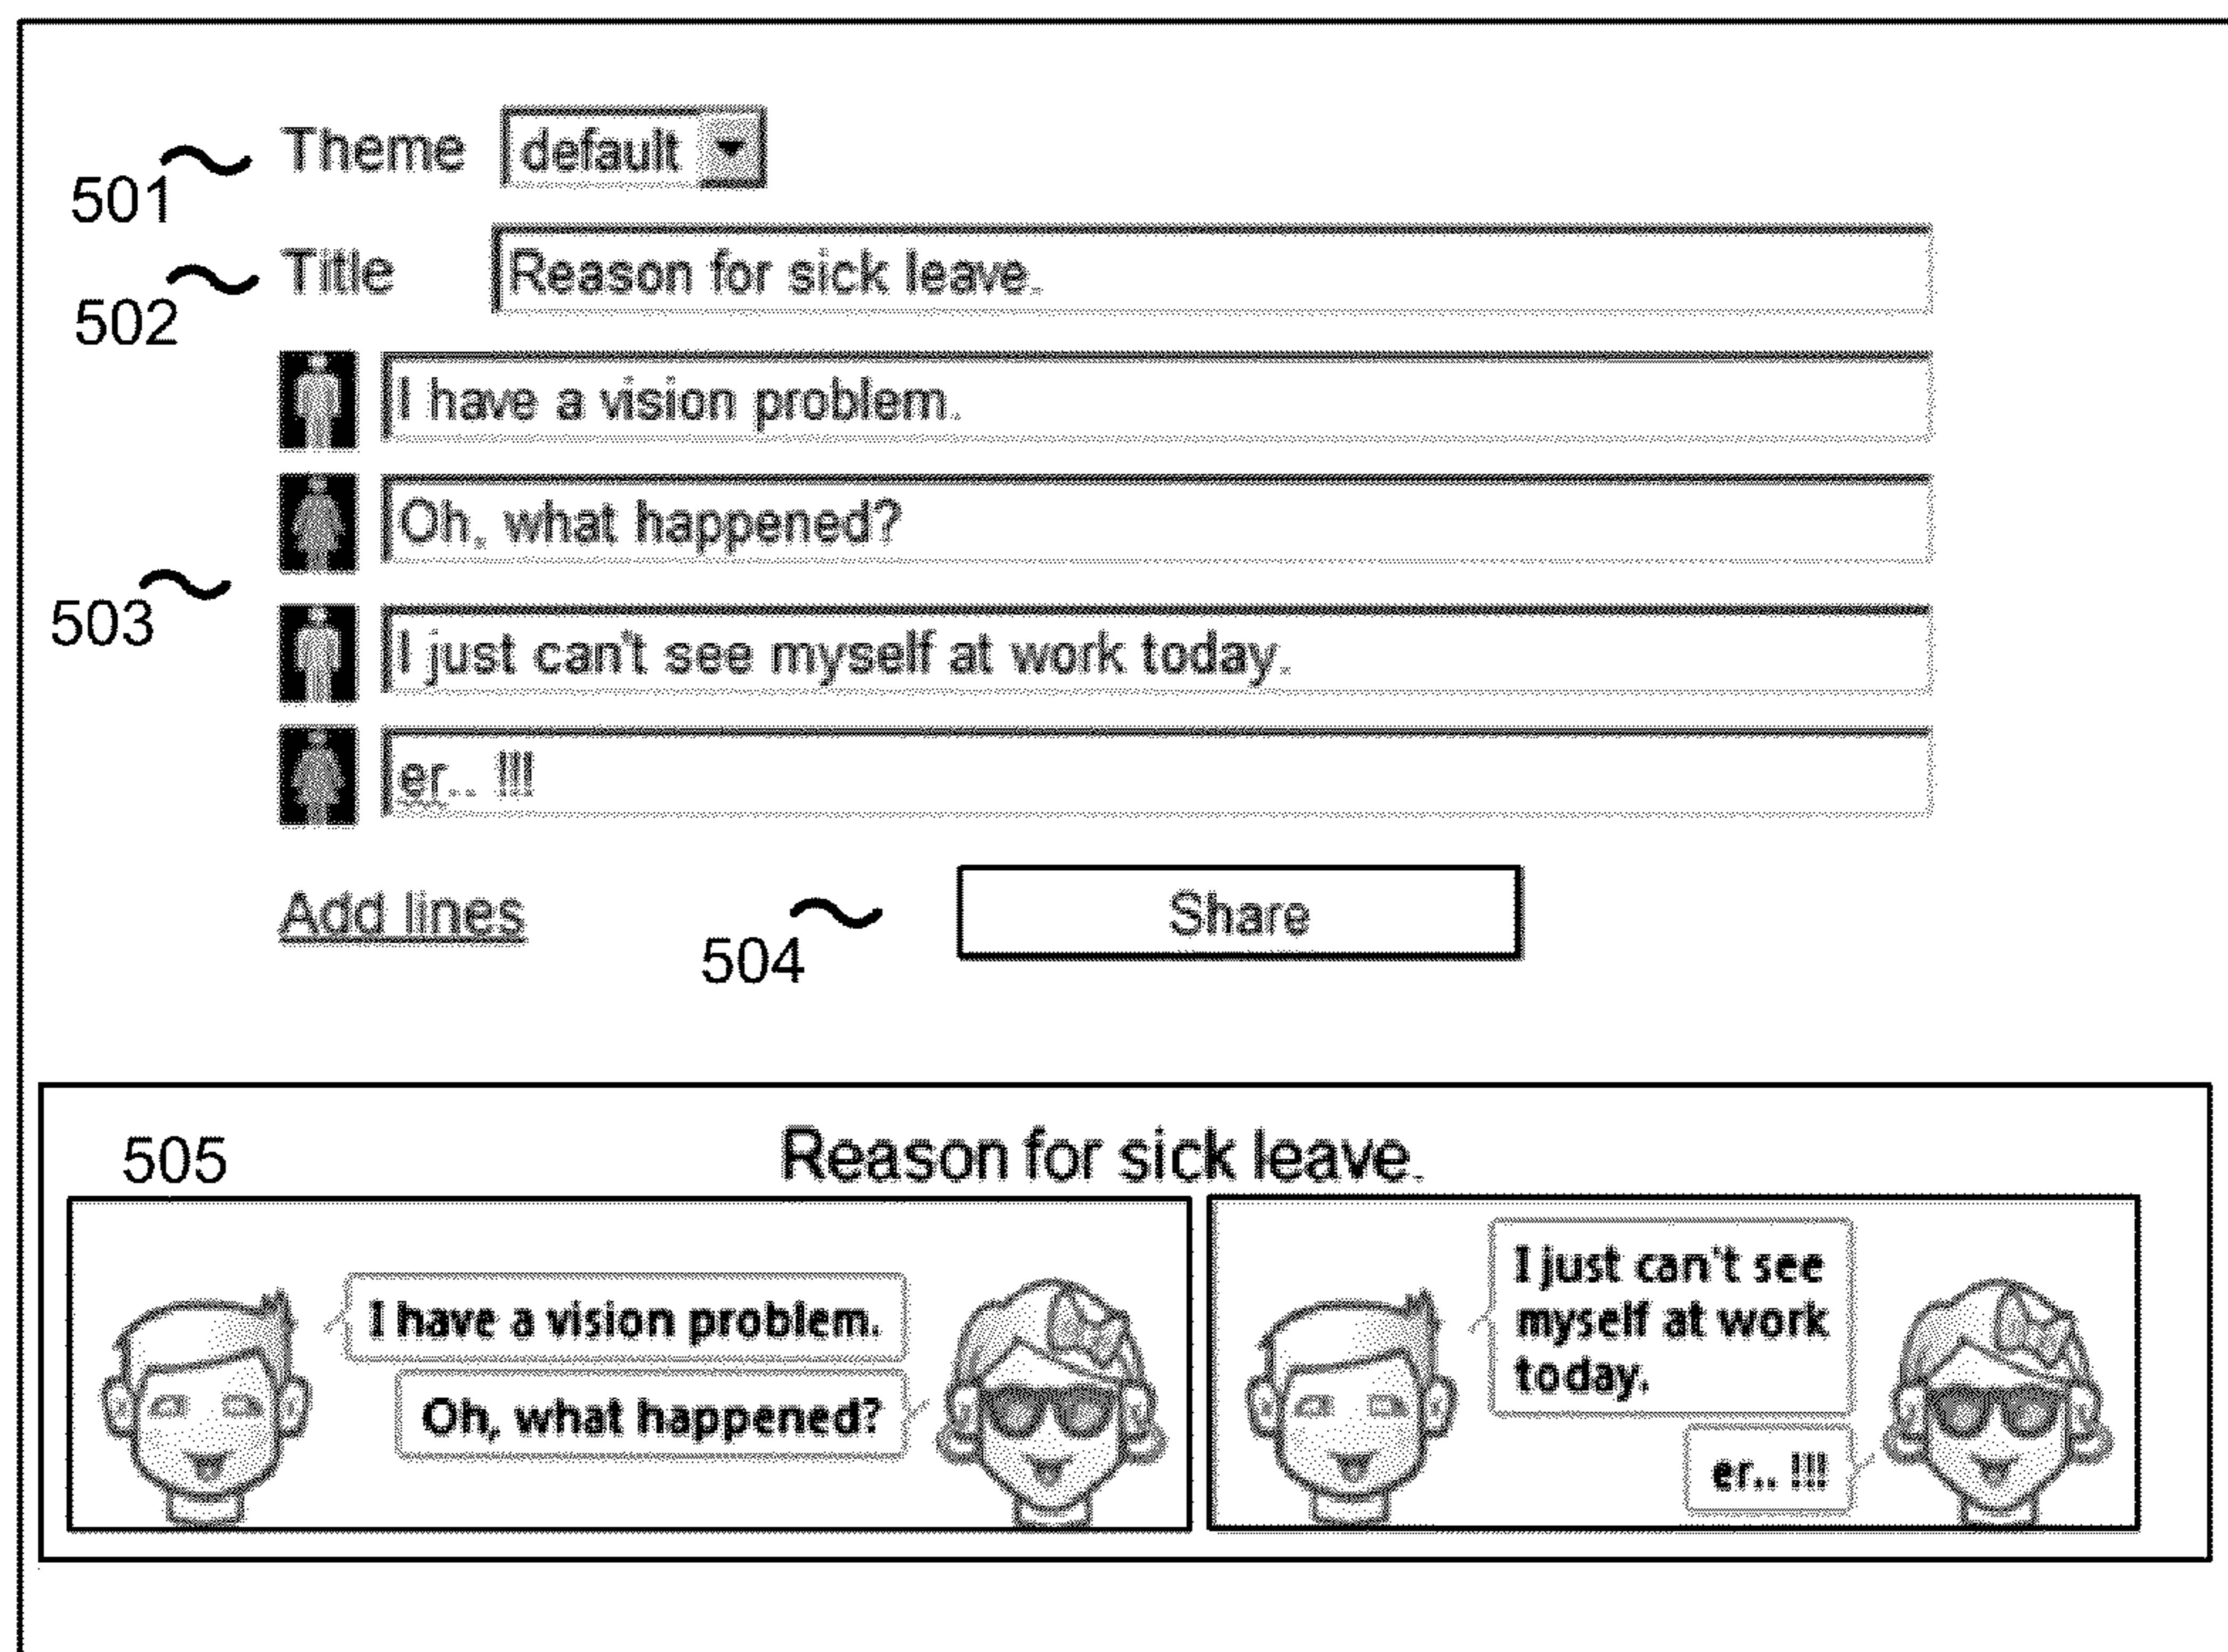 501 Theme default
502 Title Reason for sick leave.
I have a vision problem.
Oh, what happened?
503
I just can't see myself at work today.
er.. !!!
Add lines
504 Share
505
Reason for sick leave.
I have a vision problem.
Oh, what happened?
I just can't see
myself at work
today.
er.. !!!